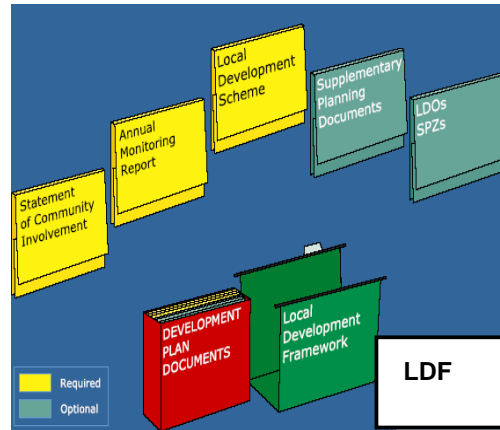 Local
Development
Scheme
Supplementary
Planning
Documents
LDOs
SPZs
Annual
Monitoring
Report
Statement
of Community
Involvement
DEVELOPMENT
PLAN
DOCUMENTS
Local
Development
Framework
LDF
Required
Optional